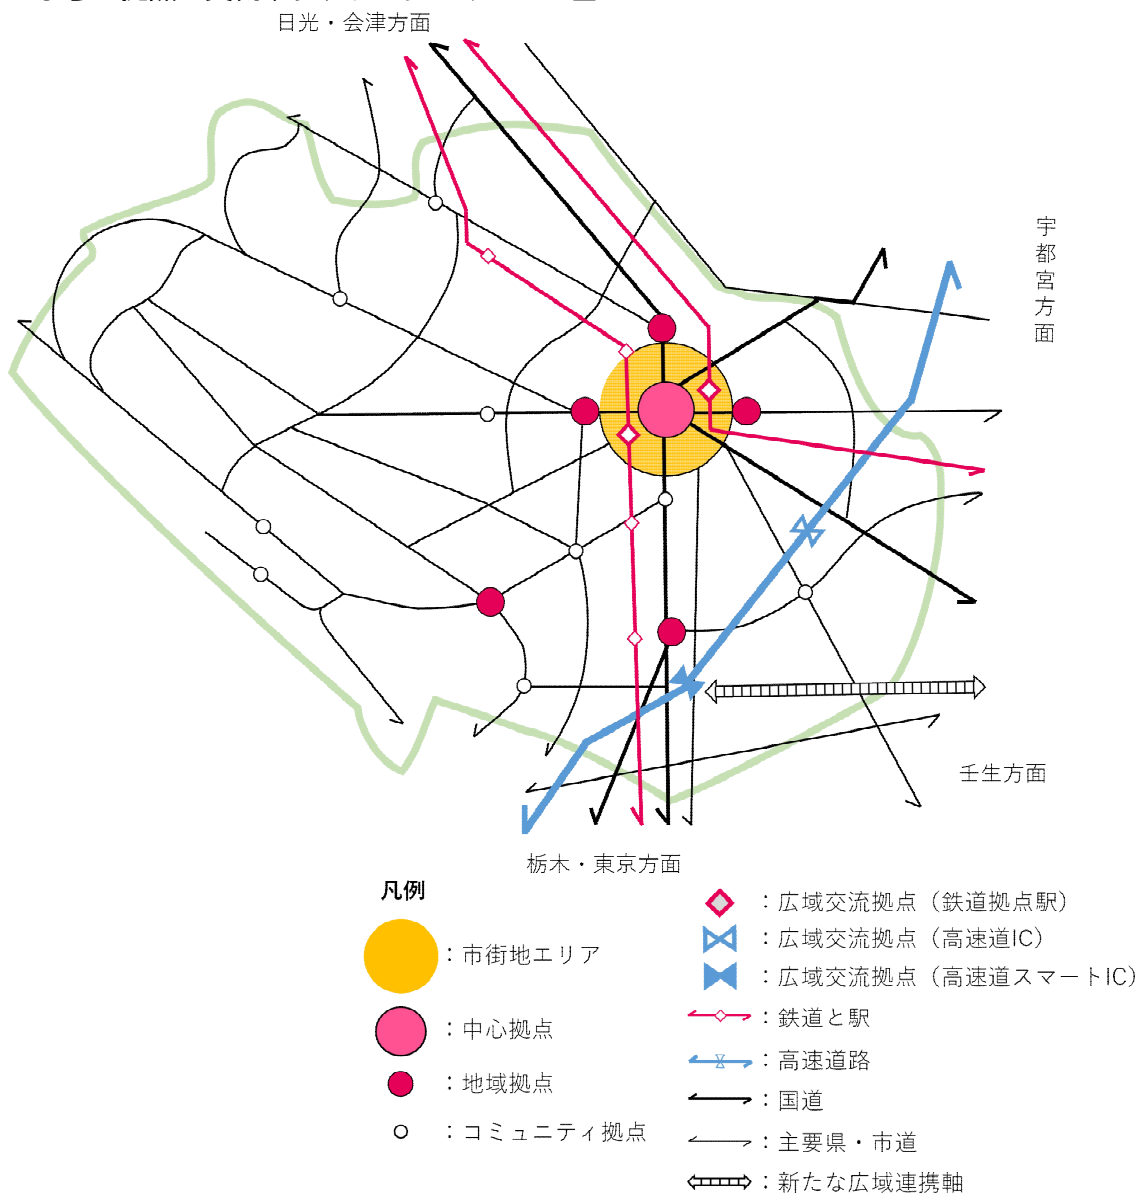 日光・会津方面
宇都宮方面
壬生方面
栃木・東京方面
凡例
：市街地エリア
：中心拠点
：地域拠点
：コミュニティ拠点
：広域交流拠点（鉄道拠点駅）
：広域交流拠点（高速道IC）
：広域交流拠点（高速道スマートIC）
：鉄道と駅
：高速道路
：国道
：主要県・市道
：新たな広域連携軸